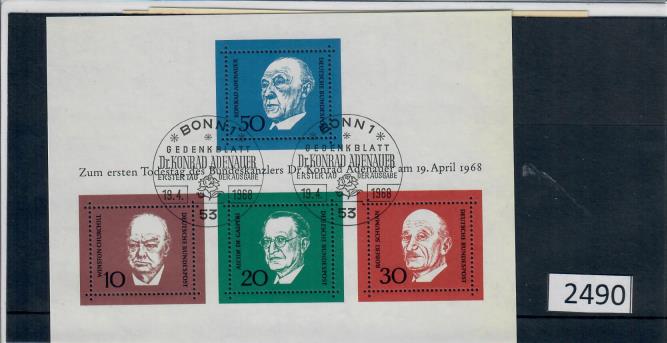 KONRAD ADENAUER
50
DEUTSCHE BUNDESPOST
BONN 1
GEDENKBLATT
Dr. KONRAD ADENAUER
ERSTER TAG DER AUSGABE
19.4. 1968
53
BONN 1
GEDENKBLATT
Dr. KONRAD ADENAUER
ERSTER TAG DER AUSGABE
19.4. 1968
53
Zum ersten Todestag des Bundeskanzlers Dr. Konrad Adenauer am 19. April 1968
WINSTON CHURCHILL
10
DEUTSCHE BUNDESPOST
ALCIDE DE GASPERI
20
DEUTSCHE BUNDESPOST
ROBERT SCHUMAN
30
DEUTSCHE BUNDESPOST
2490